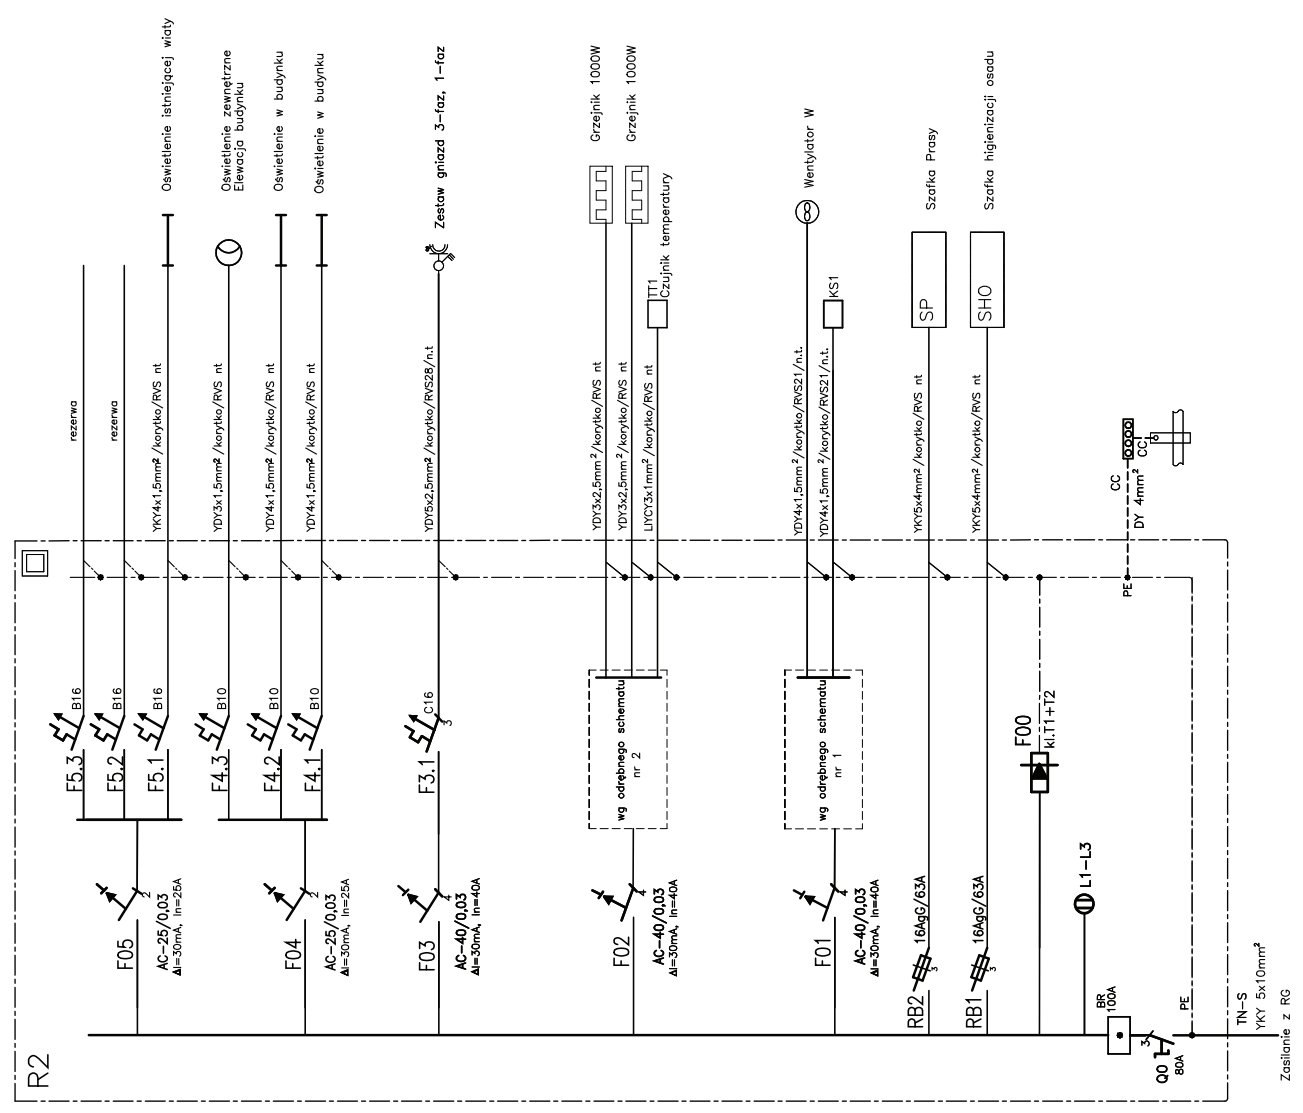 R2
rezerwa
F5.3
B16
rezerwa
F5.2
B16
Oświetlenie istniejącej wiaty
YKY4x1,5mm²/korytko/RVS nt
F5.1
B16
F05
2
AC-25/0,03
ΔI=30mA, In=25A
Oświetlenie zewnętrzne
Elewacja budynku
YDY3x1,5mm²/korytko/RVS nt
F4.3
B10
Oświetlenie w budynku
YDY4x1,5mm²/korytko/RVS nt
F4.2
B10
Oświetlenie w budynku
YDY4x1,5mm²/korytko/RVS nt
F4.1
B10
F04
2
AC-25/0,03
ΔI=30mA, In=25A
Zestaw gniazd 3-faz, 1-faz
YDY5x2,5mm²/korytko/RVS28/n.t
F3.1
C16
3
F03
4
AC-40/0,03
ΔI=30mA, In=40A
Grzejnik 1000W
YDY3x2,5mm²/korytko/RVS nt
Grzejnik 1000W
YDY3x2,5mm²/korytko/RVS nt
TT1
Czujnik temperatury
LIYCY3x1mm²/korytko/RVS nt
wg odrębnego schematu
nr 2
F02
4
AC-40/0,03
ΔI=30mA, In=40A
Wentylator W
YDY4x1,5mm²/korytko/RVS21/n.t.
KS1
YDY4x1,5mm²/korytko/RVS21/n.t.
wg odrębnego schematu
nr 1
F01
4
AC-40/0,03
ΔI=30mA, In=40A
Szafka Prasy
SP
YKY5x4mm²/korytko/RVS nt
RB2
3
16AgG/63A
Szafka higienizacji osadu
SHO
YKY5x4mm²/korytko/RVS nt
RB1
3
16AgG/63A
F00
kl.T1+T2
L1-L3
BR
100A
3
Q0
80A
PE
CC
DY 4mm²
CC
PE
TN-S
YKY 5x10mm²
Zasilanie z RG